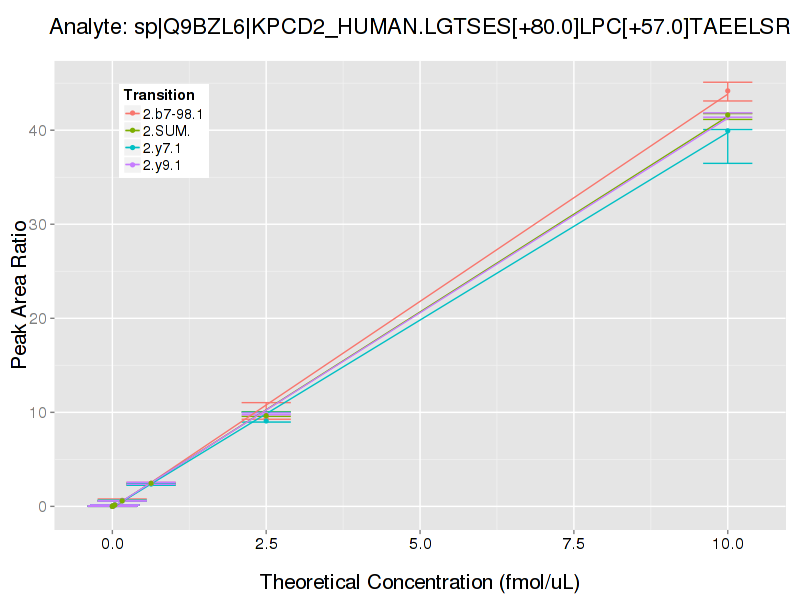 Analyte: sp|Q9BZL6|KPCD2_HUMAN.LGTSES[+80.0]LPC[+57.0]TAEELSR
Transition
2.b7-98.1
2.SUM.
2.y7.1
2.y9.1
Peak Area Ratio
40
30
20
10
0
0.0 2.5 5.0 7.5 10.0
Theoretical Concentration (fmol/uL)